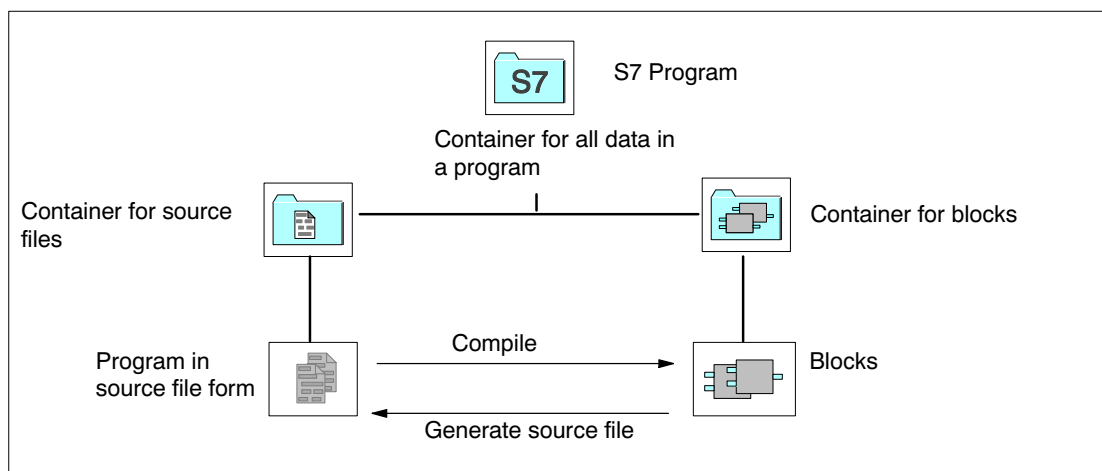 S7
S7 Program
Container for all data in
a program
Container for source
files
Container for blocks
Program in
source file form
Compile
Blocks
Generate source file